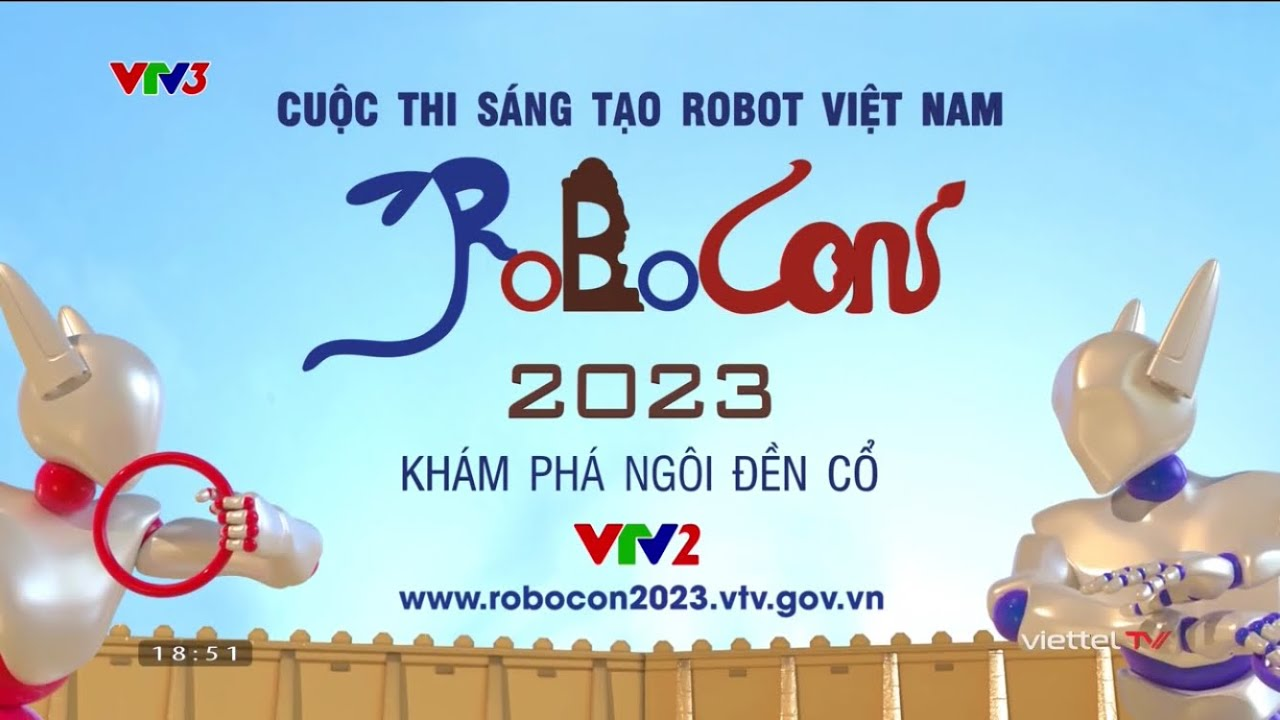 VTV3
CUỘC THI SÁNG TẠO ROBOT VIỆT NAM
ROBOCON
2023
KHÁM PHÁ NGÔI ĐỀN CỔ
VTV2
www.robocon2023.vtv.gov.vn
18:51
viettel TV